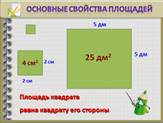 ОСНОВНЫЕ СВОЙСТВА ПЛОЩАДЕЙ
5 дм
4 см² 2 см
25 дм² 5 дм
2 см
Площадь квадрата
равна квадрату его стороны